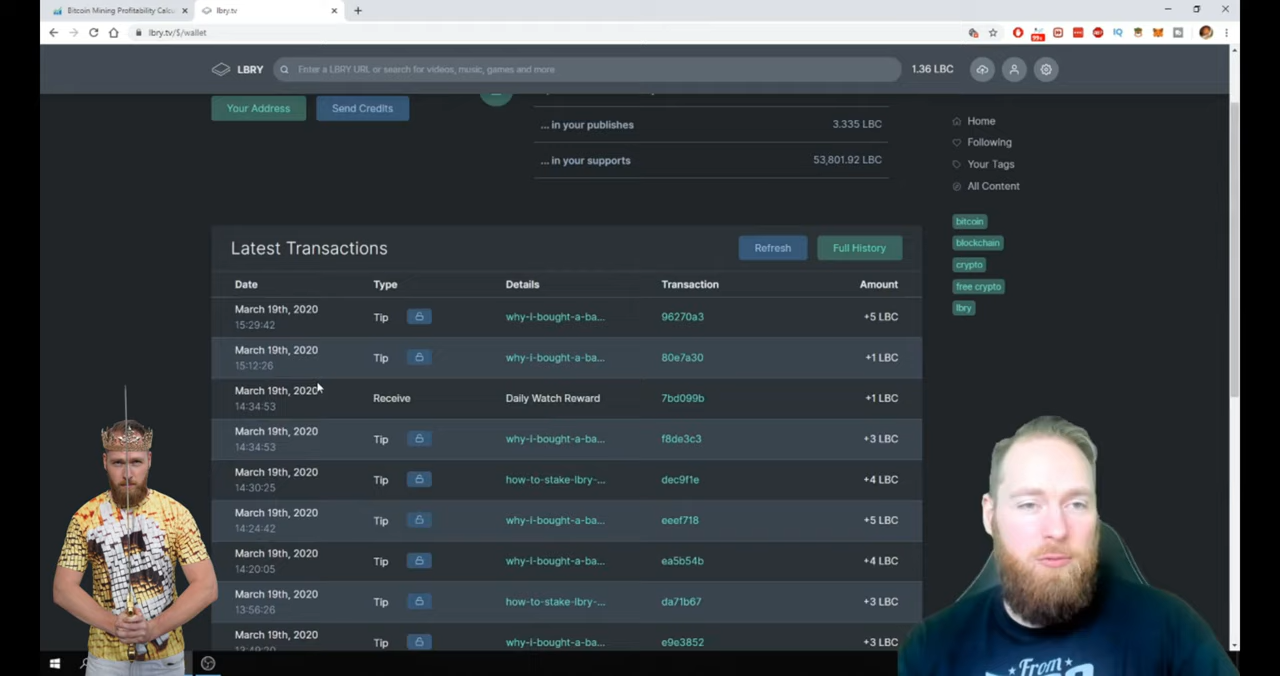 Bitcoin Mining Profitability Calcu
lbry.tv
lbry.tv/$/wallet
99+
IQ
LBRY
Enter a LBRY URL or search for videos, music, games and more
1.36 LBC
Your Address
Send Credits
... in your publishes
3.335 LBC
... in your supports
53,801.92 LBC
Home
Following
Your Tags
All Content
bitcoin
blockchain
crypto
free crypto
lbry
Latest Transactions
Refresh
Full History
Date Type Details Transaction Amount
March 19th, 2020
15:29:42
Tip why-i-bought-a-ba... 96270a3 +5 LBC
March 19th, 2020
15:12:26
Tip why-i-bought-a-ba... 80e7a30 +1 LBC
March 19th, 2020
14:34:53
Receive Daily Watch Reward 7bd099b +1 LBC
March 19th, 2020
14:34:53
Tip why-i-bought-a-ba... f8de3c3 +3 LBC
March 19th, 2020
14:30:25
Tip how-to-stake-lbry-... dec9f1e +4 LBC
March 19th, 2020
14:24:42
Tip why-i-bought-a-ba... eeef718 +5 LBC
March 19th, 2020
14:20:05
Tip why-i-bought-a-ba... ea5b54b +4 LBC
March 19th, 2020
13:56:26
Tip how-to-stake-lbry-... da71b67 +3 LBC
March 19th, 2020
13:49:20
Tip why-i-bought-a-ba... e9e3852 +3 LBC
From